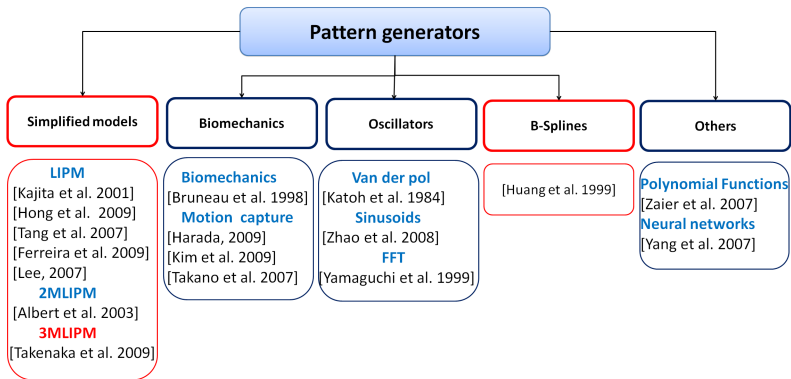 Pattern generators
Simplified models
Biomechanics
Oscillators
B-Splines
Others
LIPM
[Kajita et al. 2001]
[Hong et al. 2009]
[Tang et al. 2007]
[Ferreira et al. 2009]
[Lee, 2007]
2MLIPM
[Albert et al. 2003]
3MLIPM
[Takenaka et al. 2009]
Biomechanics
[Bruneau et al. 1998]
Motion capture
[Harada, 2009]
[Kim et al. 2009]
[Takano et al. 2007]
Van der pol
[Katoh et al. 1984]
Sinusoids
[Zhao et al. 2008]
FFT
[Yamaguchi et al. 1999]
[Huang et al. 1999]
Polynomial Functions
[Zaier et al. 2007]
Neural networks
[Yang et al. 2007]